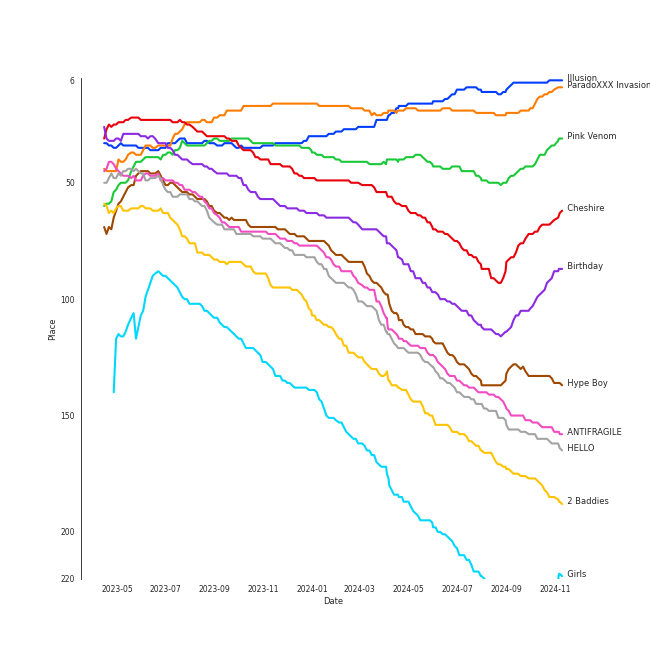 6
50
100
150
200
220
Place
2023-05
2023-07
2023-09
2023-11
2024-01
2024-03
2024-05
2024-07
2024-09
2024-11
Date
Illusion
ParadoXXX Invasion
Pink Venom
Cheshire
Birthday
Hype Boy
ANTIFRAGILE
HELLO
2 Baddies
Girls